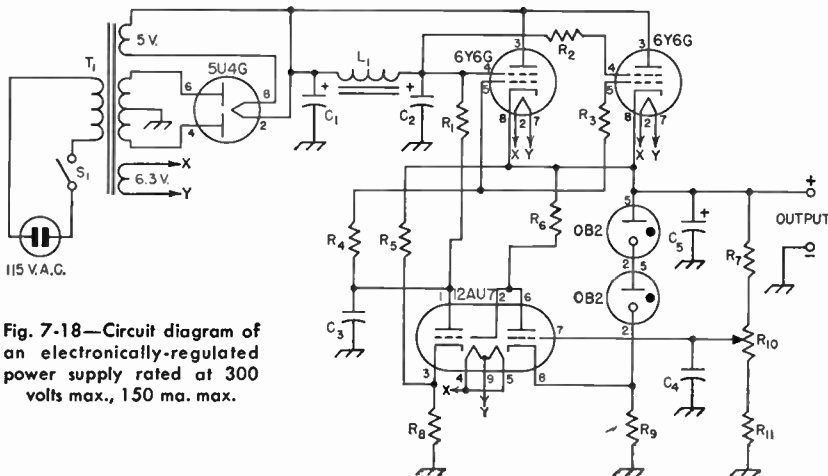 T1
5 V.
6.3 V.
X
Y
S1
115 V.A.C.
5U4G
6
4
8
2
C1
+
L1
+
C2
R1
6Y6G
3
4
5
8
2
7
X
Y
R2
R3
6Y6G
3
4
5
8
2
7
X
Y
R4
R5
R6
C3
12AU7
1
2
6
7
3
4
9
5
8
X
Y
R8
R9
5
OB2
2
5
OB2
2
C5
+
C4
R7
R10
R11
+
OUTPUT
-
Fig. 7-18—Circuit diagram of
an electronically-regulated
power supply rated at 300
volts max., 150 ma. max.